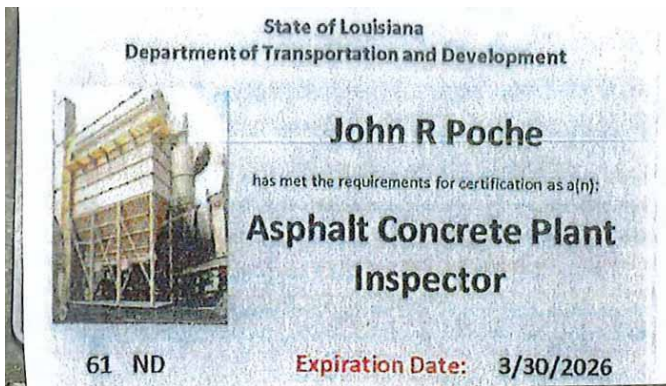 State of Louisiana
Department of Transportation and Development
John R Poche
has met the requirements for certification as a(n):
Asphalt Concrete Plant
Inspector
61 ND
Expiration Date: 3/30/2026